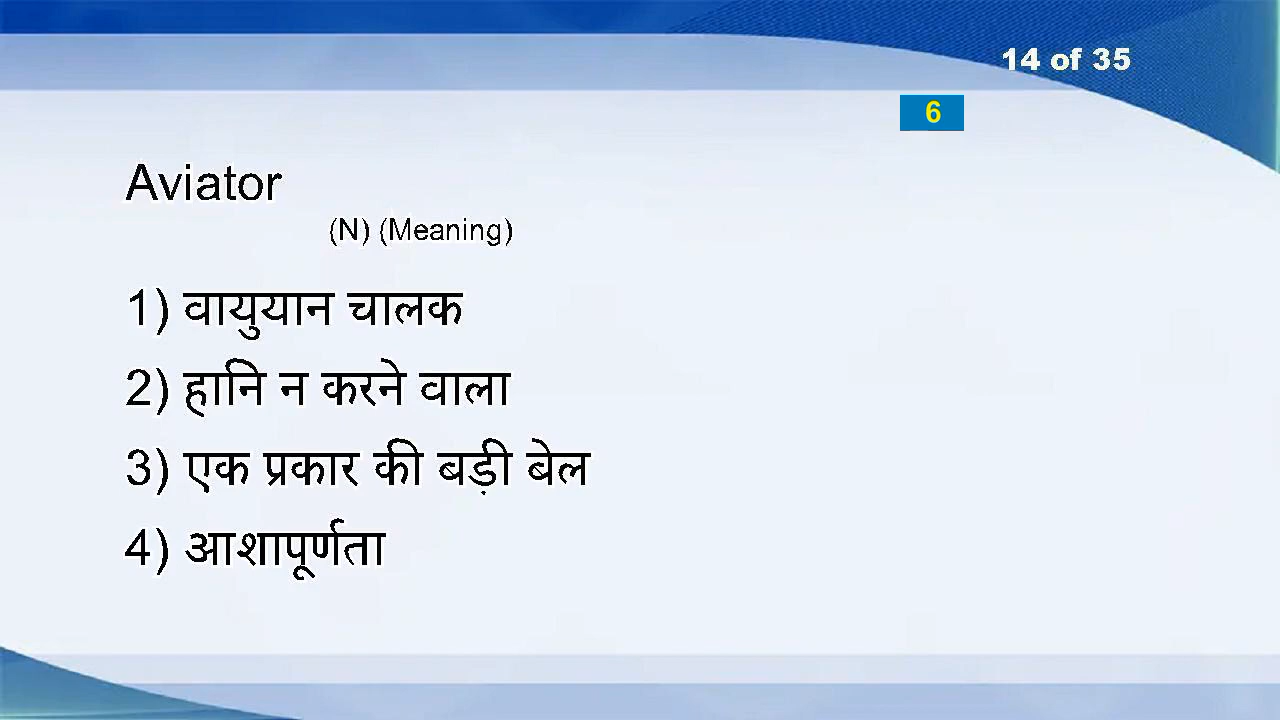 14 of 35
6
Aviator
(N) (Meaning)
1) वायुयान चालक
2) हानि न करने वाला
3) एक प्रकार की बड़ी बेल
4) आशापूर्णता